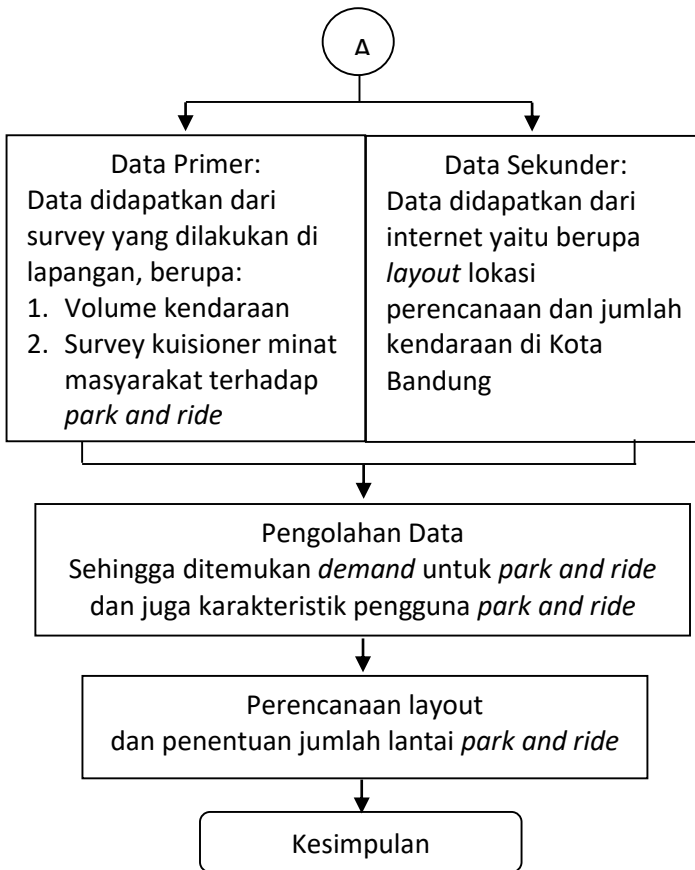 A
Data Primer:
Data didapatkan dari
survey yang dilakukan di
lapangan, berupa:
1. Volume kendaraan
2. Survey kuisioner minat
masyarakat terhadap
park and ride
Data Sekunder:
Data didapatkan dari
internet yaitu berupa
layout lokasi
perencanaan dan jumlah
kendaraan di Kota
Bandung
Pengolahan Data
Sehingga ditemukan demand untuk park and ride
dan juga karakteristik pengguna park and ride
Perencanaan layout
dan penentuan jumlah lantai park and ride
Kesimpulan